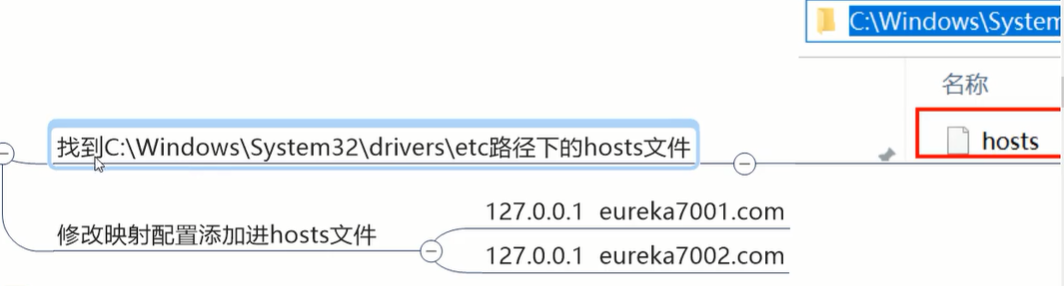 C:\Windows\System
名称
hosts
找到C:\Windows\System32\drivers\etc路径下的hosts文件
修改映射配置添加进hosts文件
127.0.0.1 eureka7001.com
127.0.0.1 eureka7002.com